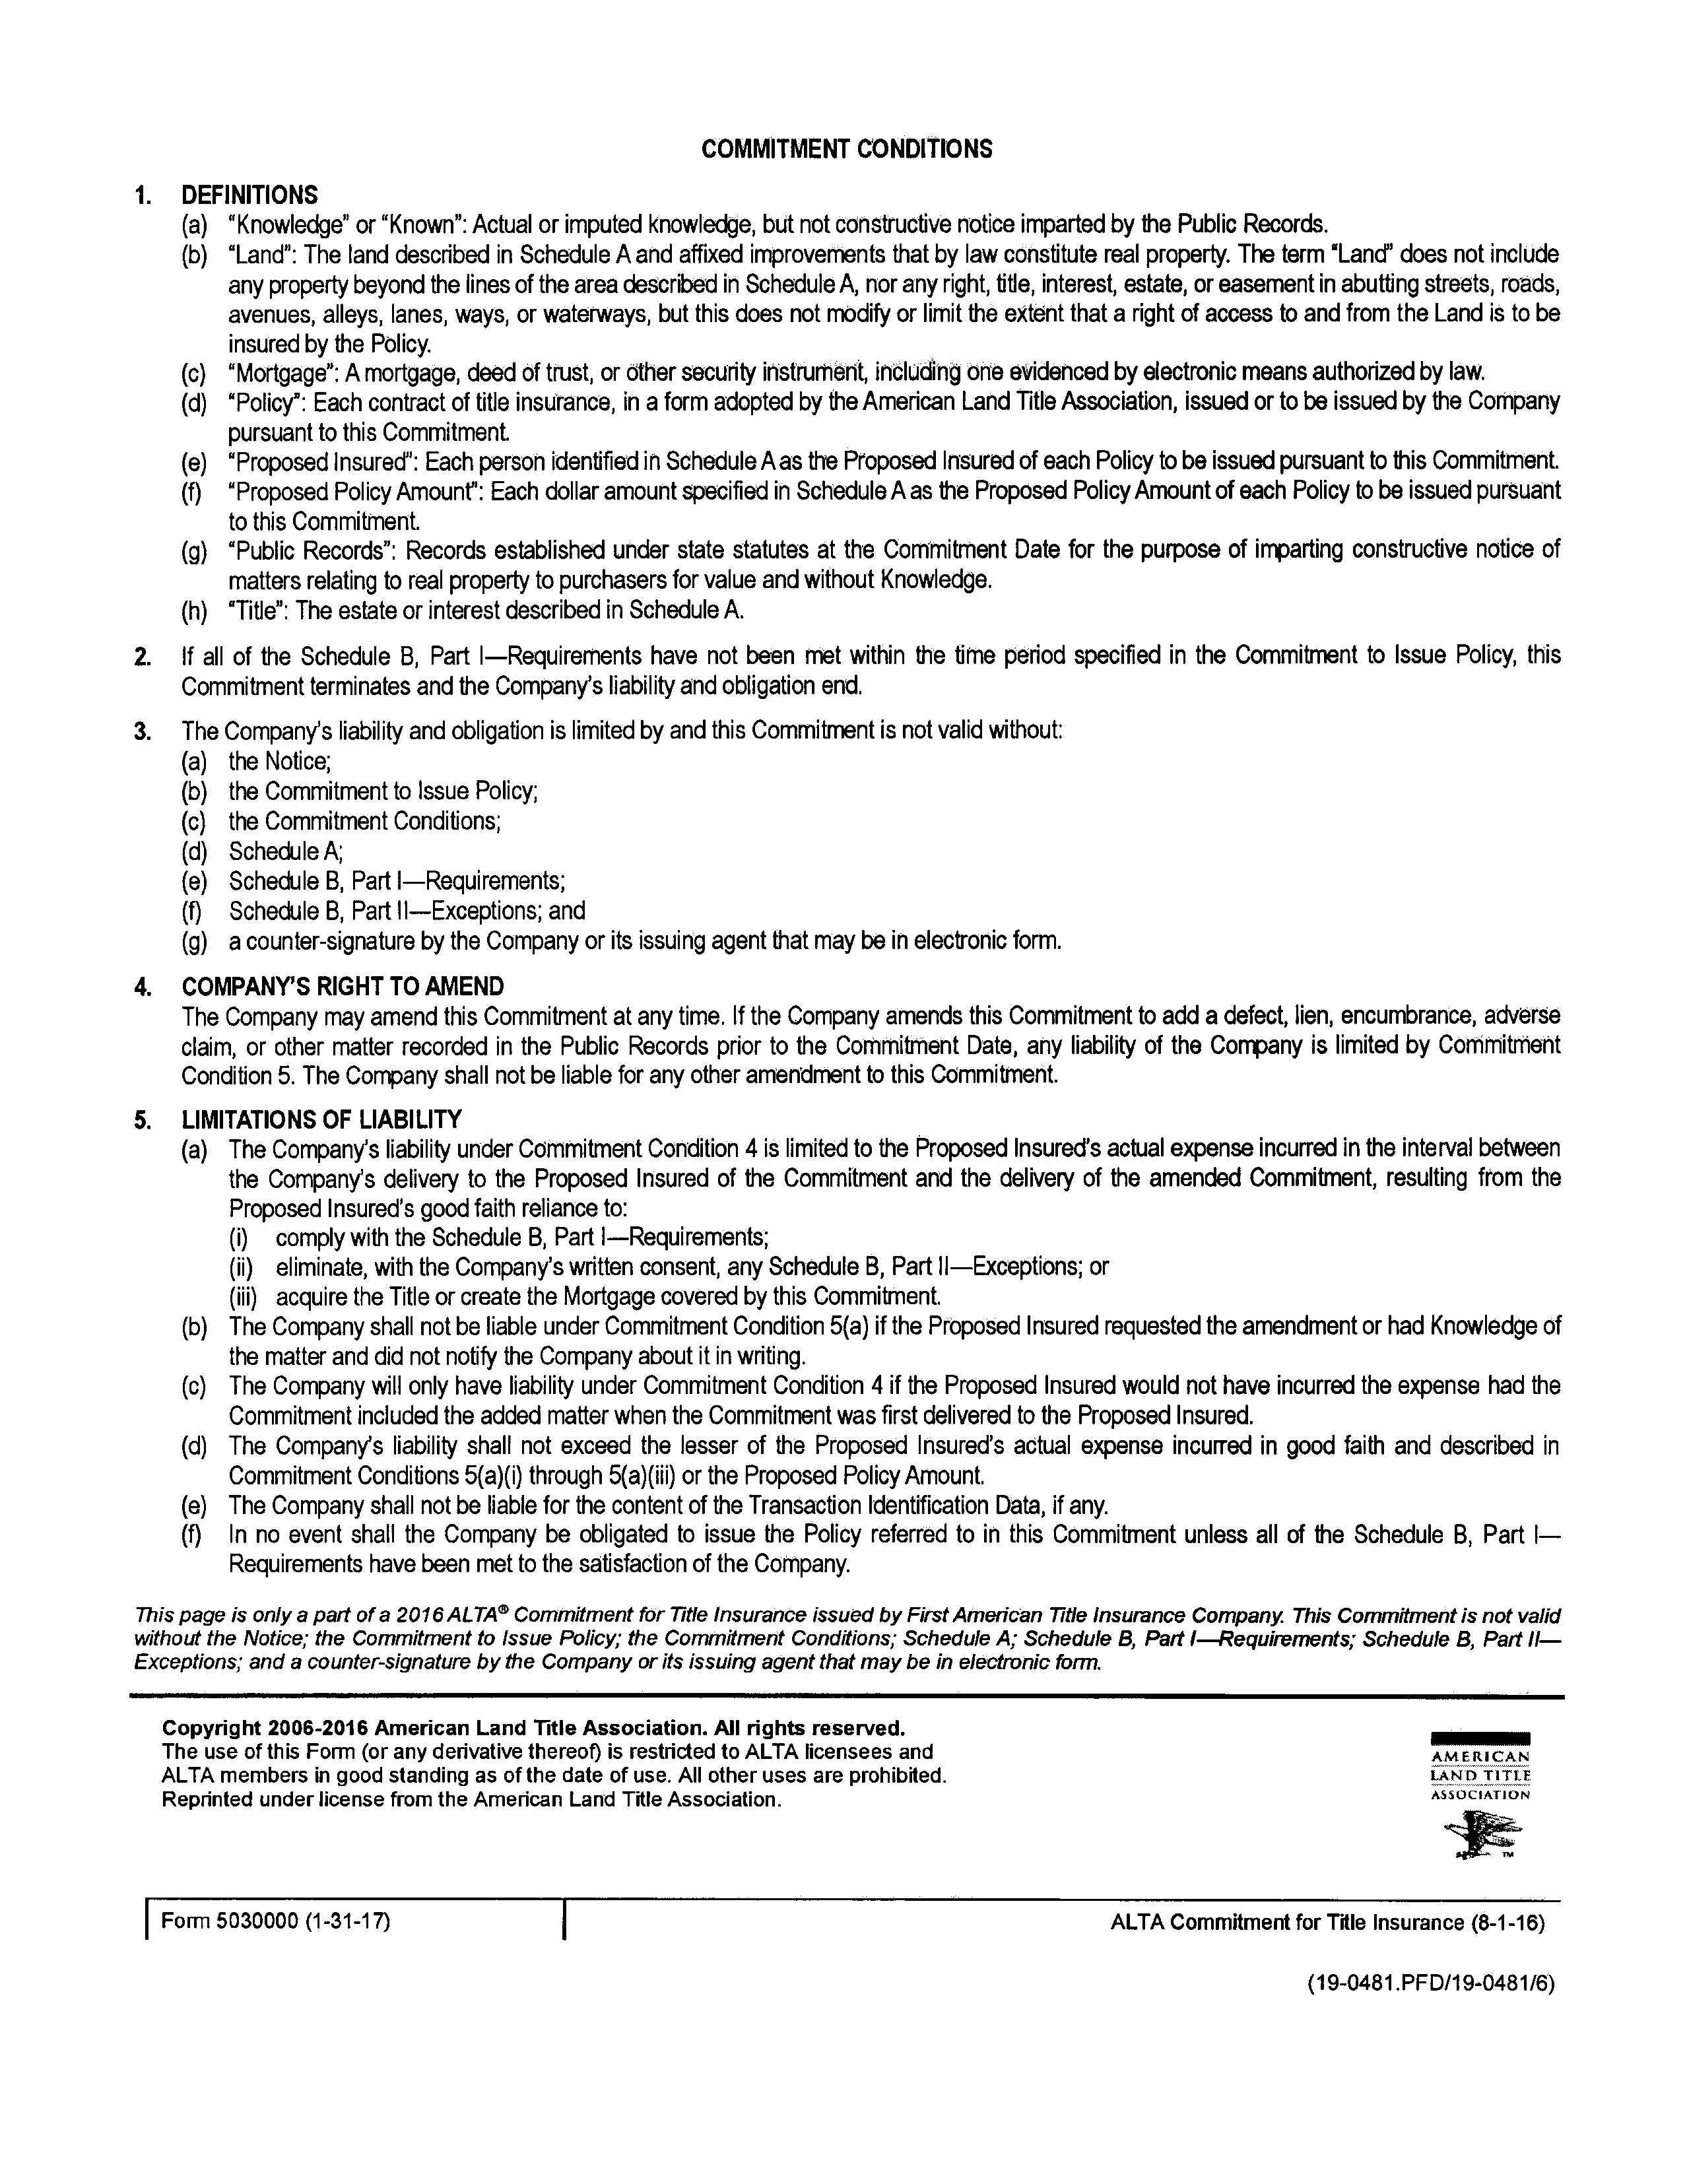 COMMITMENT CONDITIONS
1. DEFINITIONS
(a) "Knowledge" or "Known": Actual or imputed knowledge, but not constructive notice imparted by the Public Records.
(b) "Land": The land described in Schedule A and affixed improvements that by law constitute real property. The term "Land" does not include
any property beyond the lines of the area described in Schedule A, nor any right, title, interest, estate, or easement in abutting streets, roads,
avenues, alleys, lanes, ways, or waterways, but this does not modify or limit the extent that a right of access to and from the Land is to be
insured by the Policy.
(c) "Mortgage": A mortgage, deed of trust, or other security instrument, including one evidenced by electronic means authorized by law.
(d) "Policy": Each contract of title insurance, in a form adopted by the American Land Title Association, issued or to be issued by the Company
pursuant to this Commitment.
(e) "Proposed Insured": Each person identified in Schedule A as the Proposed Insured of each Policy to be issued pursuant to this Commitment.
(f) "Proposed Policy Amount": Each dollar amount specified in Schedule A as the Proposed Policy Amount of each Policy to be issued pursuant
to this Commitment.
(g) "Public Records": Records established under state statutes at the Commitment Date for the purpose of imparting constructive notice of
matters relating to real property to purchasers for value and without Knowledge.
(h) "Title": The estate or interest described in Schedule A.
2. If all of the Schedule B, Part I—Requirements have not been met within the time period specified in the Commitment to Issue Policy, this
Commitment terminates and the Company's liability and obligation end.
3. The Company's liability and obligation is limited by and this Commitment is not valid without:
(a) the Notice;
(b) the Commitment to Issue Policy;
(c) the Commitment Conditions;
(d) Schedule A;
(e) Schedule B, Part I—Requirements;
(f) Schedule B, Part II—Exceptions; and
(g) a counter-signature by the Company or its issuing agent that may be in electronic form.
4. COMPANY'S RIGHT TO AMEND
The Company may amend this Commitment at any time. If the Company amends this Commitment to add a defect, lien, encumbrance, adverse
claim, or other matter recorded in the Public Records prior to the Commitment Date, any liability of the Company is limited by Commitment
Condition 5. The Company shall not be liable for any other amendment to this Commitment.
5. LIMITATIONS OF LIABILITY
(a) The Company's liability under Commitment Condition 4 is limited to the Proposed Insured's actual expense incurred in the interval between
the Company's delivery to the Proposed Insured of the Commitment and the delivery of the amended Commitment, resulting from the
Proposed Insured's good faith reliance to:
(i) comply with the Schedule B, Part I—Requirements;
(ii) eliminate, with the Company's written consent, any Schedule B, Part II—Exceptions; or
(iii) acquire the Title or create the Mortgage covered by this Commitment.
(b) The Company shall not be liable under Commitment Condition 5(a) if the Proposed Insured requested the amendment or had Knowledge of
the matter and did not notify the Company about it in writing.
(c) The Company will only have liability under Commitment Condition 4 if the Proposed Insured would not have incurred the expense had the
Commitment included the added matter when the Commitment was first delivered to the Proposed Insured.
(d) The Company's liability shall not exceed the lesser of the Proposed Insured's actual expense incurred in good faith and described in
Commitment Conditions 5(a)(i) through 5(a)(iii) or the Proposed Policy Amount.
(e) The Company shall not be liable for the content of the Transaction Identification Data, if any.
(f) In no event shall the Company be obligated to issue the Policy referred to in this Commitment unless all of the Schedule B, Part I—
Requirements have been met to the satisfaction of the Company.
This page is only a part of a 2016 ALTA® Commitment for Title Insurance issued by First American Title Insurance Company. This Commitment is not valid
without the Notice; the Commitment to Issue Policy; the Commitment Conditions; Schedule A; Schedule B, Part I—Requirements; Schedule B, Part II—
Exceptions; and a counter-signature by the Company or its issuing agent that may be in electronic form.
Copyright 2006-2016 American Land Title Association. All rights reserved.
The use of this Form (or any derivative thereof) is restricted to ALTA licensees and
ALTA members in good standing as of the date of use. All other uses are prohibited.
Reprinted under license from the American Land Title Association.
AMERICAN
LAND TITLE
ASSOCIATION
TM
Form 5030000 (1-31-17)
ALTA Commitment for Title Insurance (8-1-16)
(19-0481.PFD/19-0481/6)